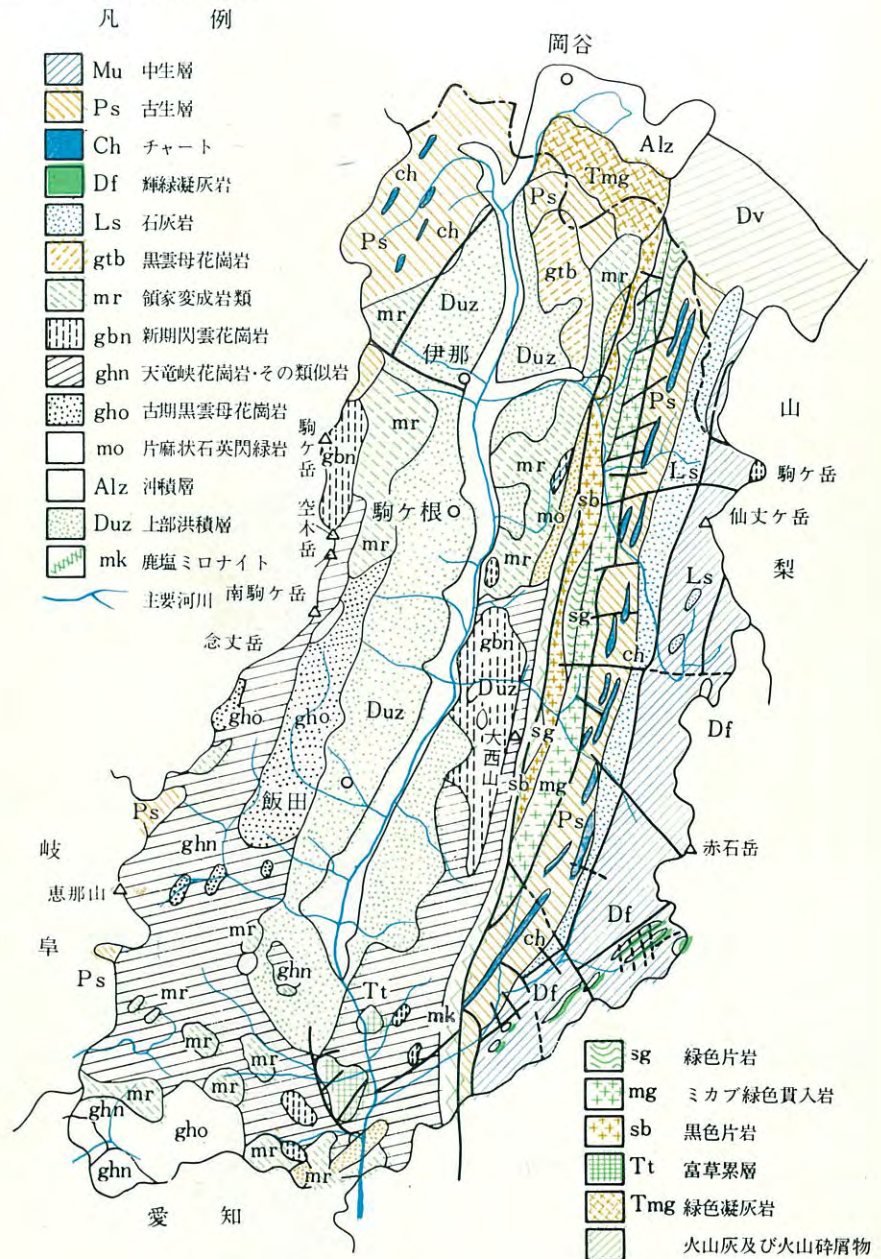 凡 例
Mu 中生層
Ps 古生層
Ch チャート
Df 輝緑凝灰岩
Ls 石灰岩
gtb 黒雲母花崗岩
mr 領家変成岩類
gbn 新期閃雲花崗岩
ghn 天竜峡花崗岩・その類似岩
gho 古期黒雲母花崗岩
mo 片麻状石英閃緑岩
Alz 沖積層
Duz 上部洪積層
mk 鹿塩ミロナイト
主要河川
岡谷
Alz
Tmg
Dv
ch
Ps
Ps
ch
gtb
mr
Duz
mr
伊那
Duz
Ps
山
梨
駒ケ岳
gbn
mr
mr
sb
Ls
駒ケ岳
空木岳
駒ケ根
mo
仙丈ケ岳
mr
mr
Ls
南駒ケ岳
sg
念丈岳
gbn
ch
gho
gho
Duz
Duz
Df
大西山
sg
飯田
sb
mg
Ps
ghn
Ps
赤石岳
岐
阜
恵那山
Df
mr
ch
ghn
Ps
Tt
Df
mr
mk
mr
mr
mr
mr
ghn
gho
ghn
mr
mr
愛 知
sg 緑色片岩
mg ミカブ緑色貫入岩
sb 黒色片岩
Tt 富草累層
Tmg 緑色凝灰岩
火山灰及び火山砕屑物